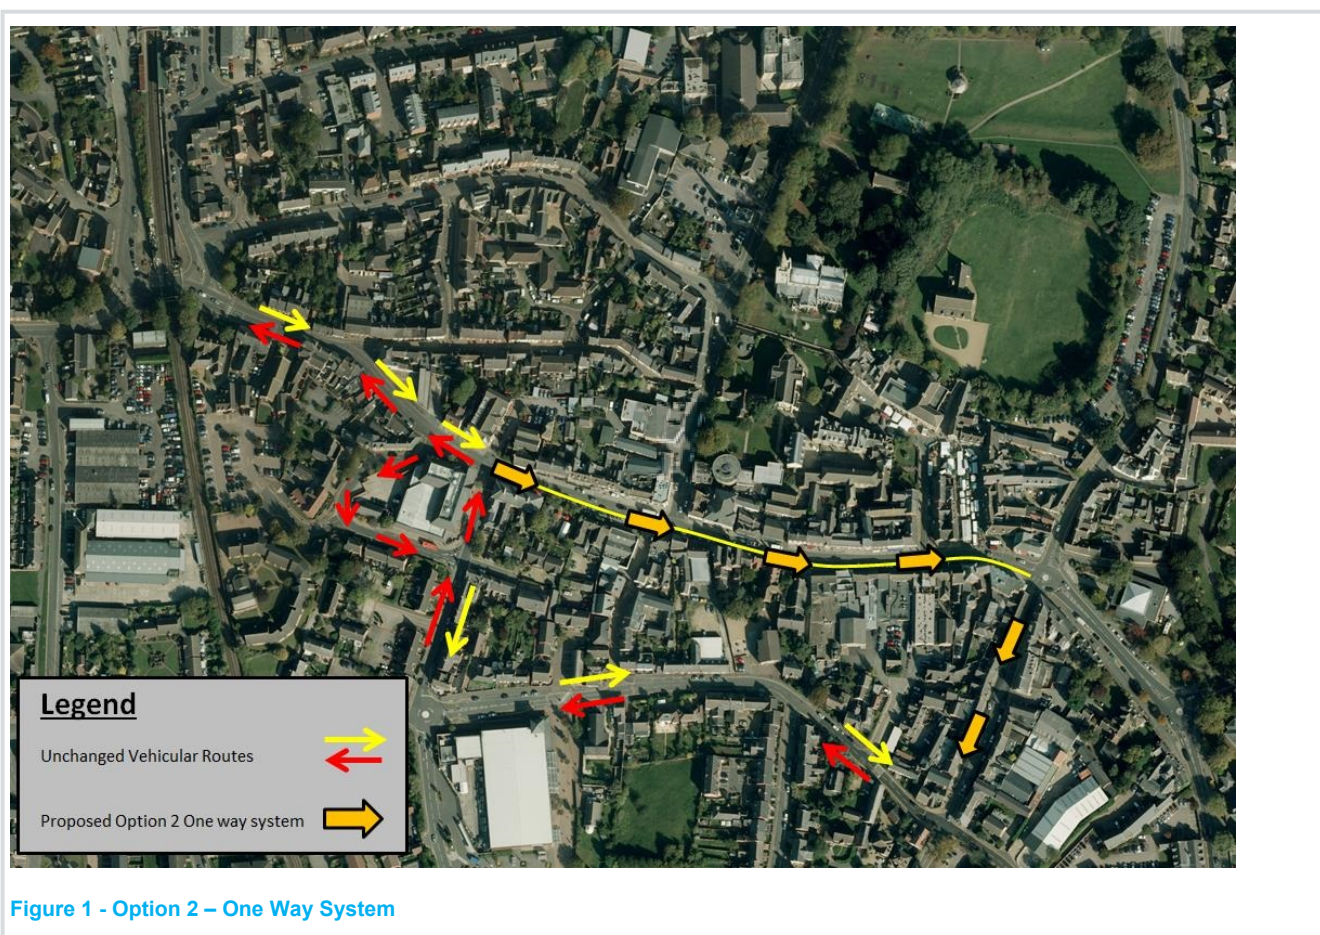 Legend
Unchanged Vehicular Routes
Proposed Option 2 One way system
Figure 1 - Option 2 – One Way System